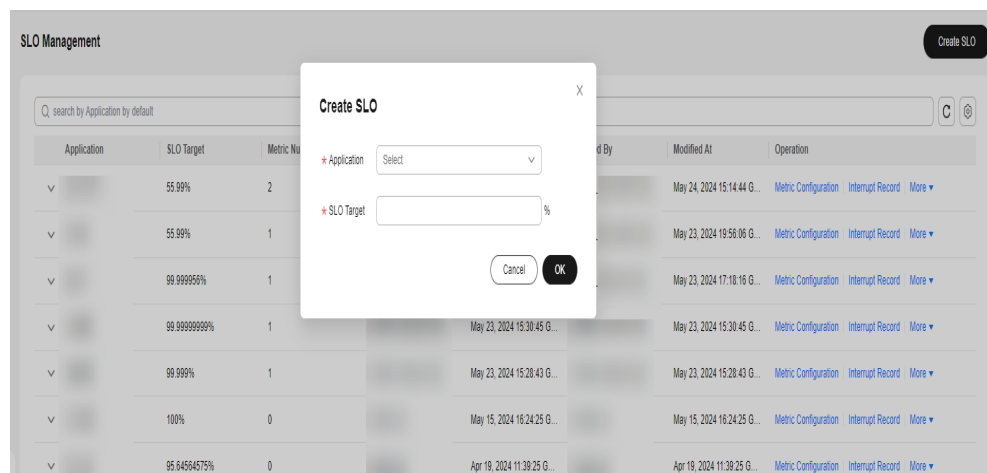 SLO Management
Create SLO
search by Application by default
Application SLO Target Metric Nu d By Modified At Operation
55.99% 2 May 24, 2024 15:14:44 G... Metric Configuration Interrupt Record More
55.99% 1 May 23, 2024 19:56:06 G... Metric Configuration Interrupt Record More
99.999956% 1 May 23, 2024 17:18:16 G... Metric Configuration Interrupt Record More
99.99999999% 1 May 23, 2024 15:30:45 G... May 23, 2024 15:30:45 G... Metric Configuration Interrupt Record More
99.999% 1 May 23, 2024 15:28:43 G... May 23, 2024 15:28:43 G... Metric Configuration Interrupt Record More
100% 0 May 15, 2024 16:24:25 G... May 15, 2024 16:24:25 G... Metric Configuration Interrupt Record More
95.64564575% 0 Apr 19, 2024 11:39:25 G... Apr 19, 2024 11:39:25 G... Metric Configuration Interrupt Record More
Create SLO X
* Application Select
* SLO Target %
Cancel OK